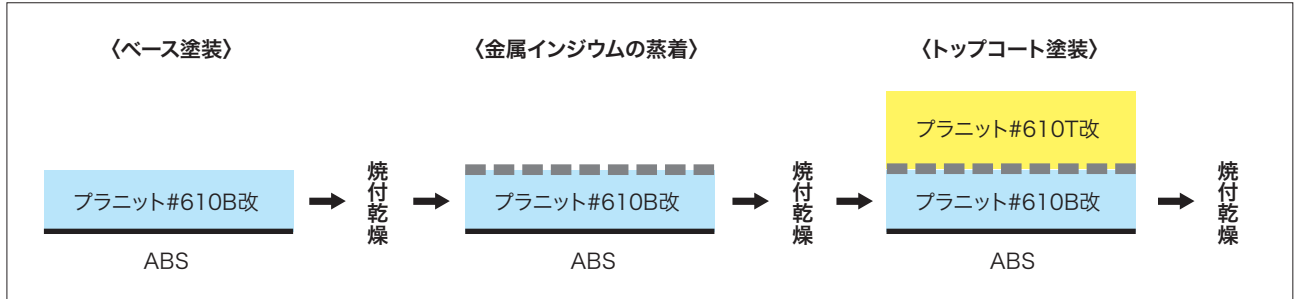 〈ベース塗装〉
〈金属インジウムの蒸着〉
〈トップコート塗装〉
プラニット#610T改
プラニット#610B改
焼付乾燥
プラニット#610B改
焼付乾燥
プラニット#610B改
焼付乾燥
ABS
ABS
ABS